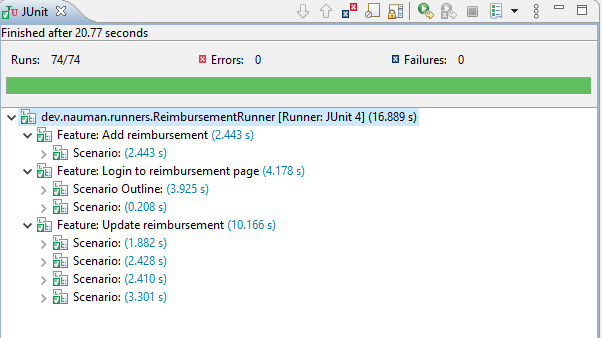 JUnit
Finished after 20.77 seconds
Runs: 74/74 Errors: 0 Failures: 0
dev.nauman.runners.ReimbursementRunner [Runner: JUnit 4] (16.889 s)
Feature: Add reimbursement (2.443 s)
Scenario: (2.443 s)
Feature: Login to reimbursement page (4.178 s)
Scenario Outline: (3.925 s)
Scenario: (0.208 s)
Feature: Update reimbursement (10.166 s)
Scenario: (1.882 s)
Scenario: (2.428 s)
Scenario: (2.410 s)
Scenario: (3.301 s)